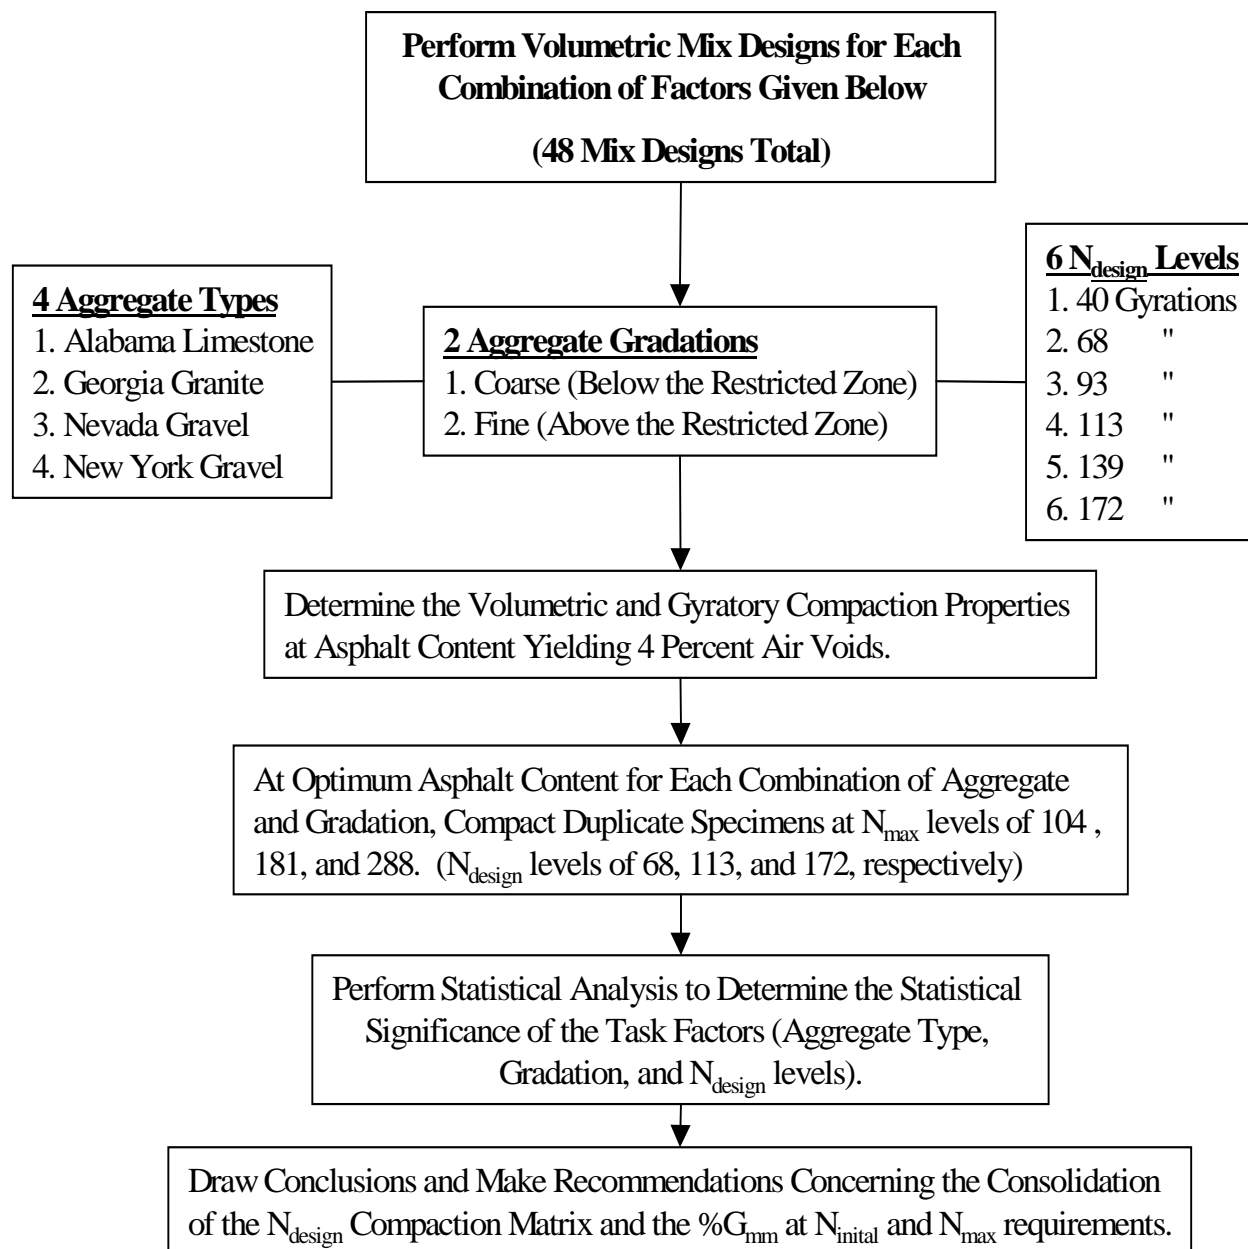 Perform Volumetric Mix Designs for Each
Combination of Factors Given Below
(48 Mix Designs Total)
4 Aggregate Types
1. Alabama Limestone
2. Georgia Granite
3. Nevada Gravel
4. New York Gravel
2 Aggregate Gradations
1. Coarse (Below the Restricted Zone)
2. Fine (Above the Restricted Zone)
6 Ndesign Levels
1. 40 Gyrations
2. 68 "
3. 93 "
4. 113 "
5. 139 "
6. 172 "
Determine the Volumetric and Gyratory Compaction Properties
at Asphalt Content Yielding 4 Percent Air Voids.
At Optimum Asphalt Content for Each Combination of Aggregate
and Gradation, Compact Duplicate Specimens at Nmax levels of 104 ,
181, and 288. (Ndesign levels of 68, 113, and 172, respectively)
Perform Statistical Analysis to Determine the Statistical
Significance of the Task Factors (Aggregate Type,
Gradation, and Ndesign levels).
Draw Conclusions and Make Recommendations Concerning the Consolidation
of the Ndesign Compaction Matrix and the %Gmm at Ninital and Nmax requirements.